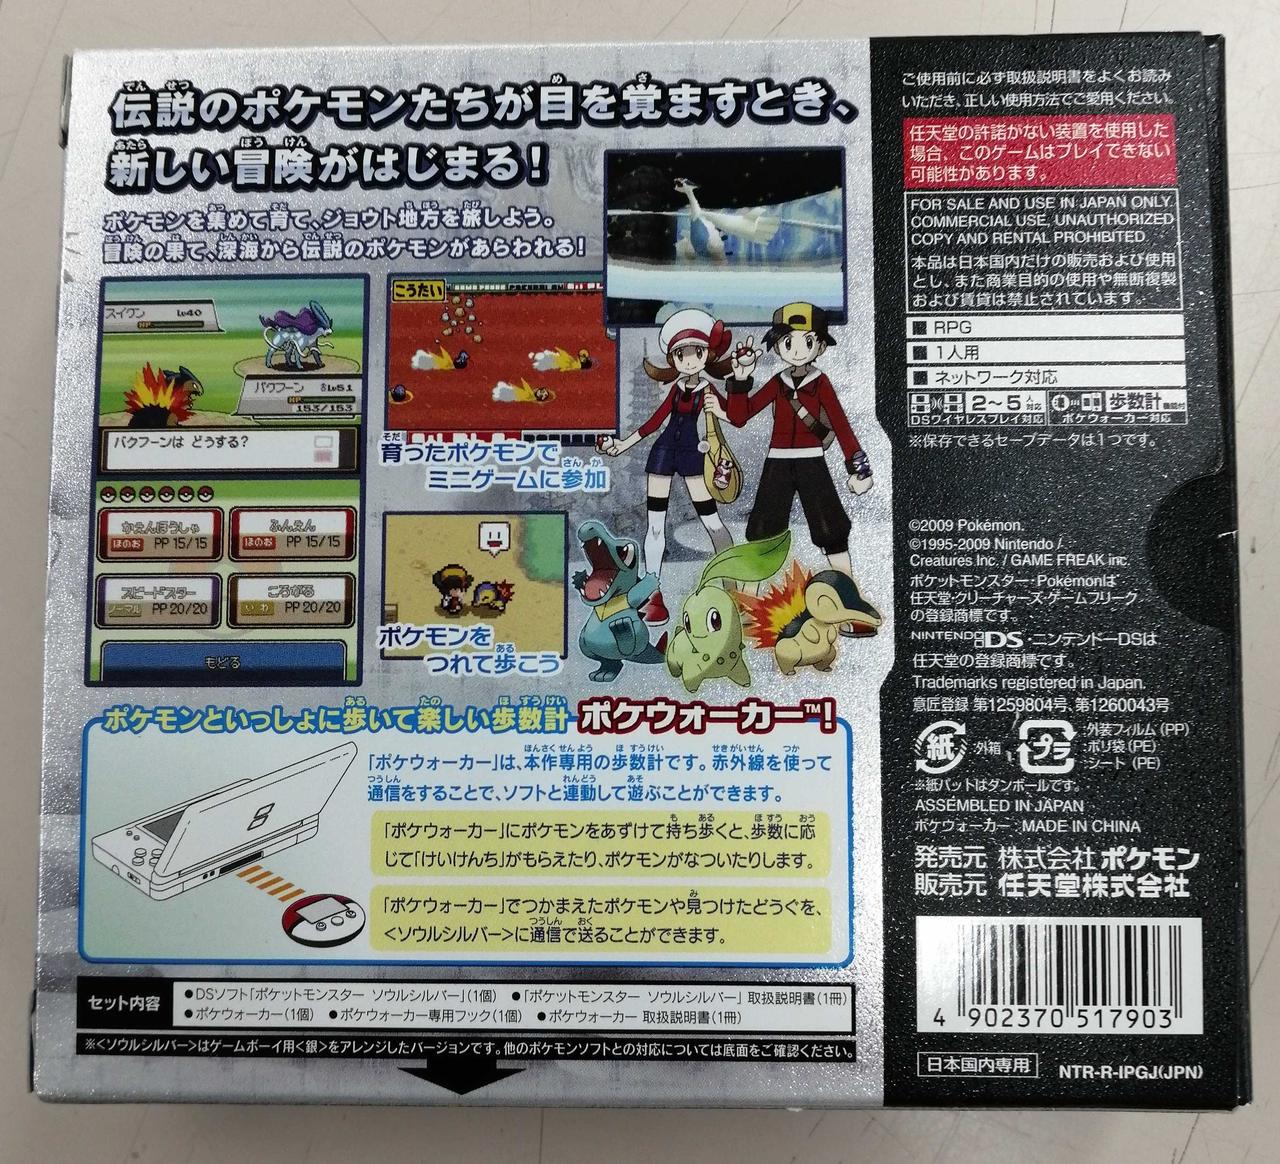 伝説のポケモンたちが目を覚ますとき、
新しい冒険がはじまる!
ポケモンを集めて育て、ジョウト地方を旅しよう。
冒険の果て、深海から伝説のポケモンがあらわれる!
スイクン Lv40
HP
バクフーン ♂Lv51
HP
153/153
バクフーンは どうする?
かえんほうしゃ
ほのお PP 15/15
ふんえん
ほのお PP 15/15
スピードスター
ノーマル PP 20/20
ころがる
いわ PP 20/20
もどる
こうたい
育ったポケモンで
ミニゲームに参加
ポケモンを
つれて歩こう
ポケモンといっしょに歩いて楽しい歩数計 ポケウォーカー™!
「ポケウォーカー」は、本作専用の歩数計です。赤外線を使って
通信をすることで、ソフトと連動して遊ぶことができます。
「ポケウォーカー」にポケモンをあずけて持ち歩くと、歩数に応
じて「けいけんち」がもらえたり、ポケモンがなついたりします。
「ポケウォーカー」でつかまえたポケモンや見つけたどうぐを、
<ソウルシルバー>に通信で送ることができます。
セット内容
●DSソフト「ポケットモンスター ソウルシルバー」(1個) ●「ポケットモンスター ソウルシルバー」取扱説明書(1冊)
●ポケウォーカー(1個) ●ポケウォーカー専用フック(1個) ●ポケウォーカー 取扱説明書(1冊)
※<ソウルシルバー>はゲームボーイ用<銀>をアレンジしたバージョンです。他のポケモンソフトとの対応については底面をご確認ください。
ご使用前に必ず取扱説明書をよくお読み
いただき、正しい使用方法でご愛用ください。
任天堂の許諾がない装置を使用した
場合、このゲームはプレイできない
可能性があります。
FOR SALE AND USE IN JAPAN ONLY.
COMMERCIAL USE, UNAUTHORIZED
COPY AND RENTAL PROHIBITED.
本品は日本国内だけの販売および使用
とし、また商業目的の使用や無断複製
および賃貸は禁止されています。
■ RPG
■ 1人用
■ ネットワーク対応
2~5人対応
DSワイヤレスプレイ対応
歩数計機能付
ポケウォーカー対応
※保存できるセーブデータは1つです。
©2009 Pokémon.
©1995-2009 Nintendo /
Creatures Inc. / GAME FREAK inc.
ポケットモンスター・Pokémonは
任天堂・クリーチャーズ・ゲームフリーク
の登録商標です。
NINTENDO DS・ニンテンドーDSは
任天堂の登録商標です。
Trademarks registered in Japan.
意匠登録 第1259804号、第1260043号
紙 :外箱
プラ :外装フィルム(PP)
:ポリ袋(PE)
:シート(PE)
※紙パットはダンボールです。
ASSEMBLED IN JAPAN
ポケウォーカー:MADE IN CHINA
発売元 株式会社ポケモン
販売元 任天堂株式会社
4 902370 517903
日本国内専用
NTR-R-IPGJ(JPN)